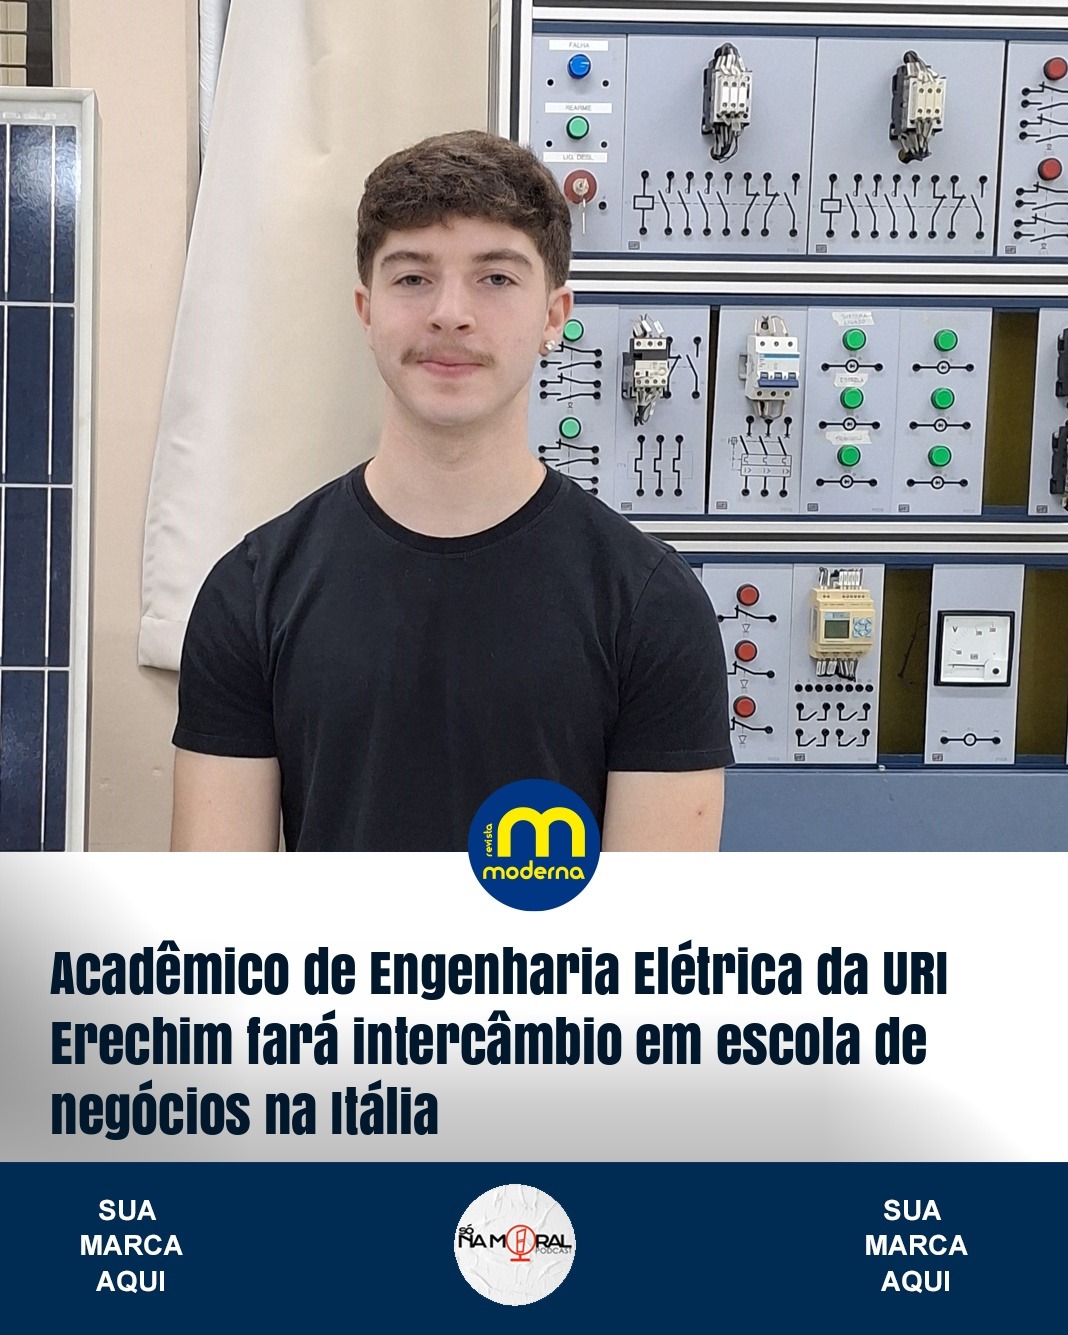 FALHA
REARME
LIG. DESL.
revista
m
moderna
Acadêmico de Engenharia Elétrica da URI
Erechim fará intercâmbio em escola de
negócios na Itália
SUA
MARCA
AQUI
SÓ
NA MORAL
PODCAST
SUA
MARCA
AQUI